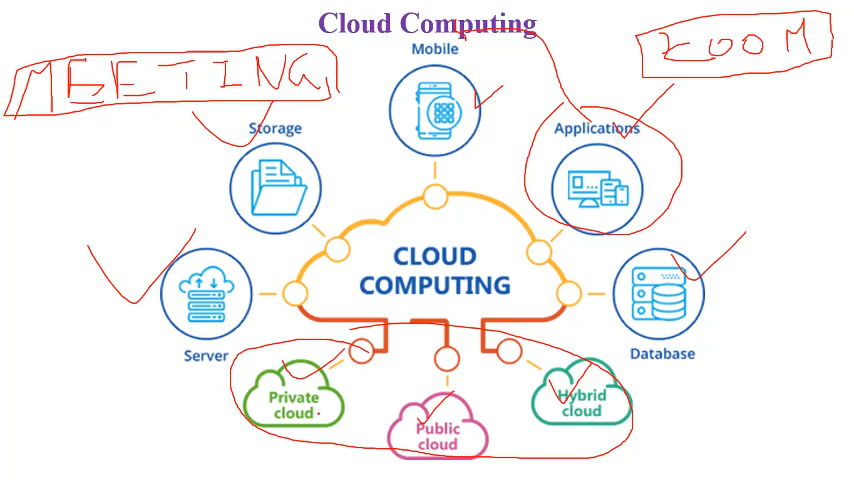 Cloud Computing
Mobile
ZOOM
MEETING
Storage
Applications
CLOUD
COMPUTING
Server
Database
Private
cloud
Public
cloud
Hybrid
cloud